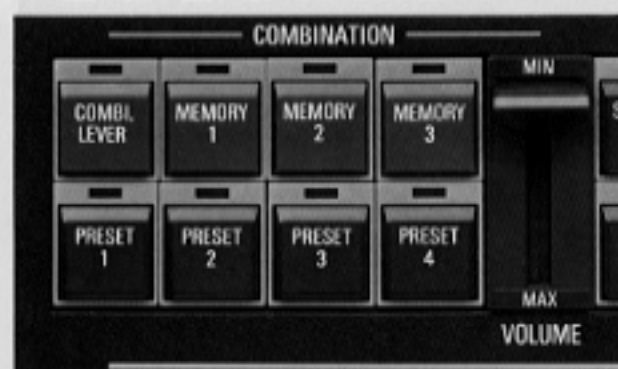 COMBINATION
COMBI. LEVER
MEMORY 1
MEMORY 2
MEMORY 3
MIN
PRESET 1
PRESET 2
PRESET 3
PRESET 4
MAX
VOLUME